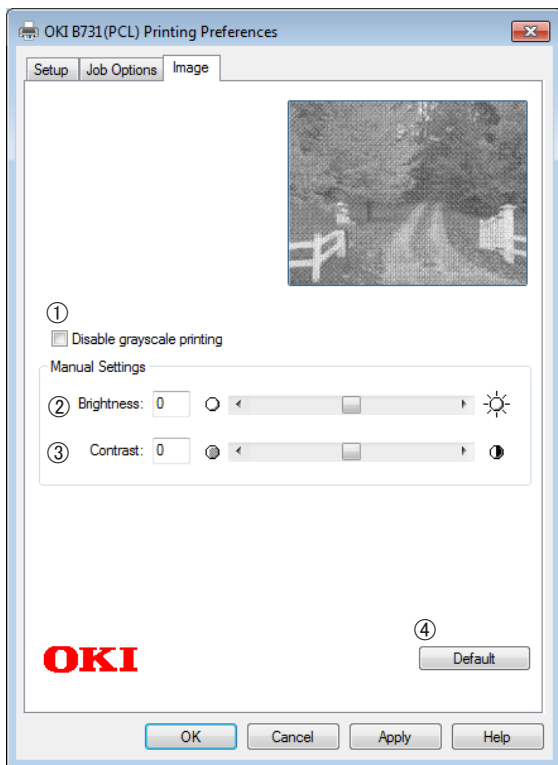 OKI B731(PCL) Printing Preferences
Setup Job Options Image
①
Disable grayscale printing
Manual Settings
② Brightness: 0
③ Contrast: 0
④
OKI Default
OK Cancel Apply Help